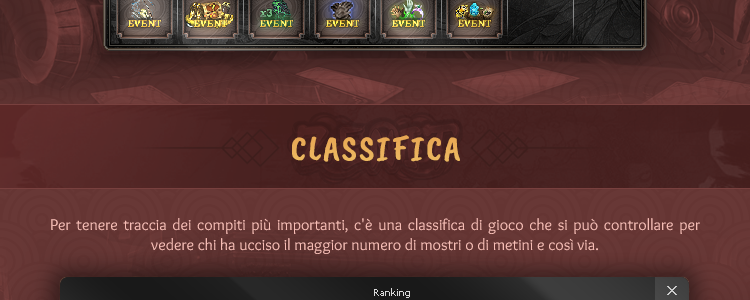 EVENT EVENT x3 EVENT EVENT EVENT EVENT
CLASSIFICA
Per tenere traccia dei compiti più importanti, c'è una classifica di gioco che si può controllare per
vedere chi ha ucciso il maggior numero di mostri o di metini e così via.
Ranking